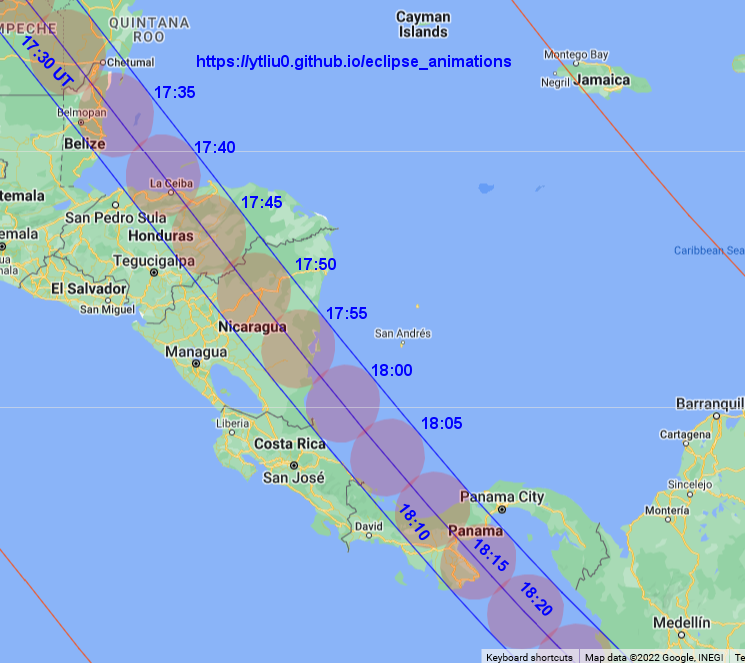 Cayman
Islands
QUINTANA
ROO
MPECHE
17:30 UT
Chetumal
https://ytliu0.github.io/eclipse_animations
Montego Bay
Negril
Jamaica
17:35
Belmopan
Belize
17:40
La Ceiba
temala
San Pedro Sula
17:45
emala
Honduras
ua
nala
Caribbean Sea
Tegucigalpa
17:50
El Salvador
San Miguel
17:55
Nicaragua
San Andrés
Managua
18:00
Barranquil
18:05
Liberia
Cartagena
Costa Rica
San José
Sincelejo
Panama City
Montería
18:10
David
Panama
18:15
18:20
Medellín
Keyboard shortcuts
Map data ©2022 Google, INEGI
Te